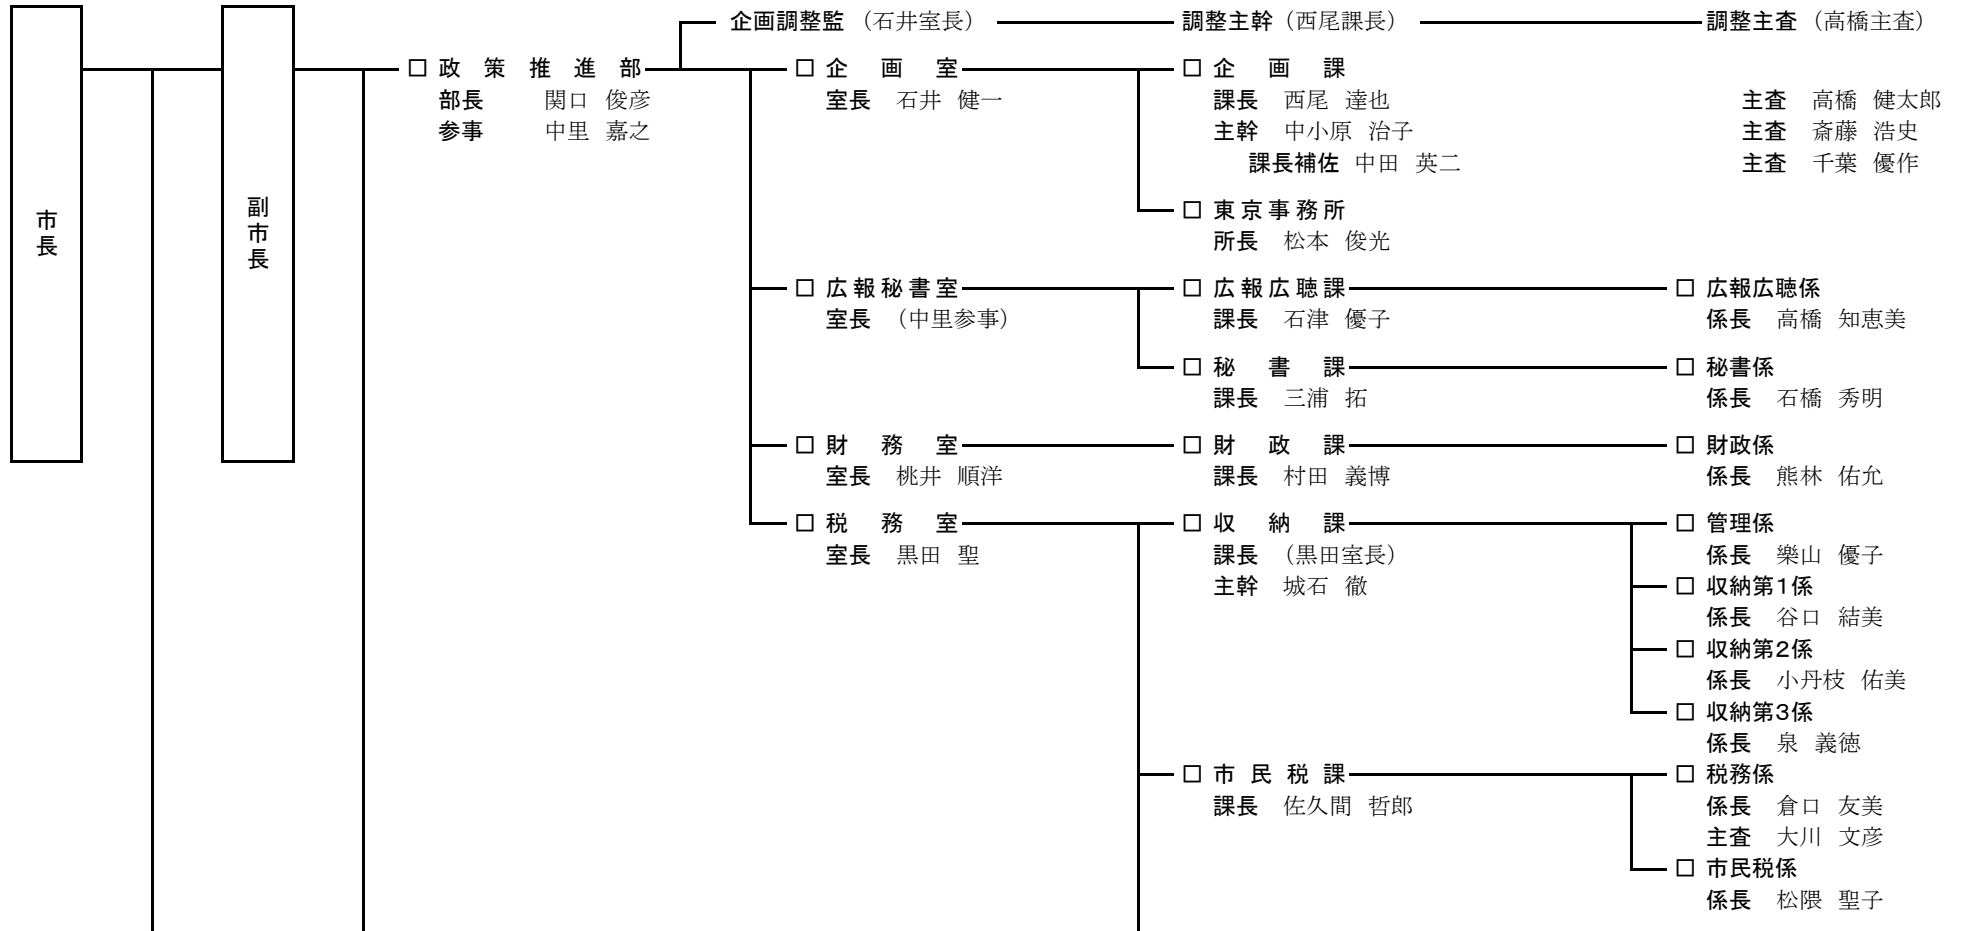 企画調整監 （石井室長） 調整主幹（西尾課長） 調整主査（高橋主査）
市長
副市長
□ 政策推進部 □ 企画室 □ 企画課
部長 関口 俊彦 室長 石井 健一 課長 西尾 達也 主査 高橋 健太郎
参事 中里 嘉之 主幹 中小原 治子 主査 斎藤 浩史
課長補佐 中田 英二 主査 千葉 優作
□ 東京事務所
所長 松本 俊光
□ 広報秘書室 □ 広報広聴課 □ 広報広聴係
室長 （中里参事） 課長 石津 優子 係長 高橋 知恵美
□ 秘書課 □ 秘書係
課長 三浦 拓 係長 石橋 秀明
□ 財務室 □ 財政課 □ 財政係
室長 桃井 順洋 課長 村田 義博 係長 熊林 佑允
□ 税務室 □ 収納課 □ 管理係
室長 黒田 聖 課長 （黒田室長） 係長 樂山 優子
主幹 城石 徹 □ 収納第1係
係長 谷口 結美
□ 収納第2係
係長 小丹枝 佑美
□ 収納第3係
係長 泉 義徳
□ 市民税課 □ 税務係
課長 佐久間 哲郎 係長 倉口 友美
主査 大川 文彦
□ 市民税係
係長 松隈 聖子